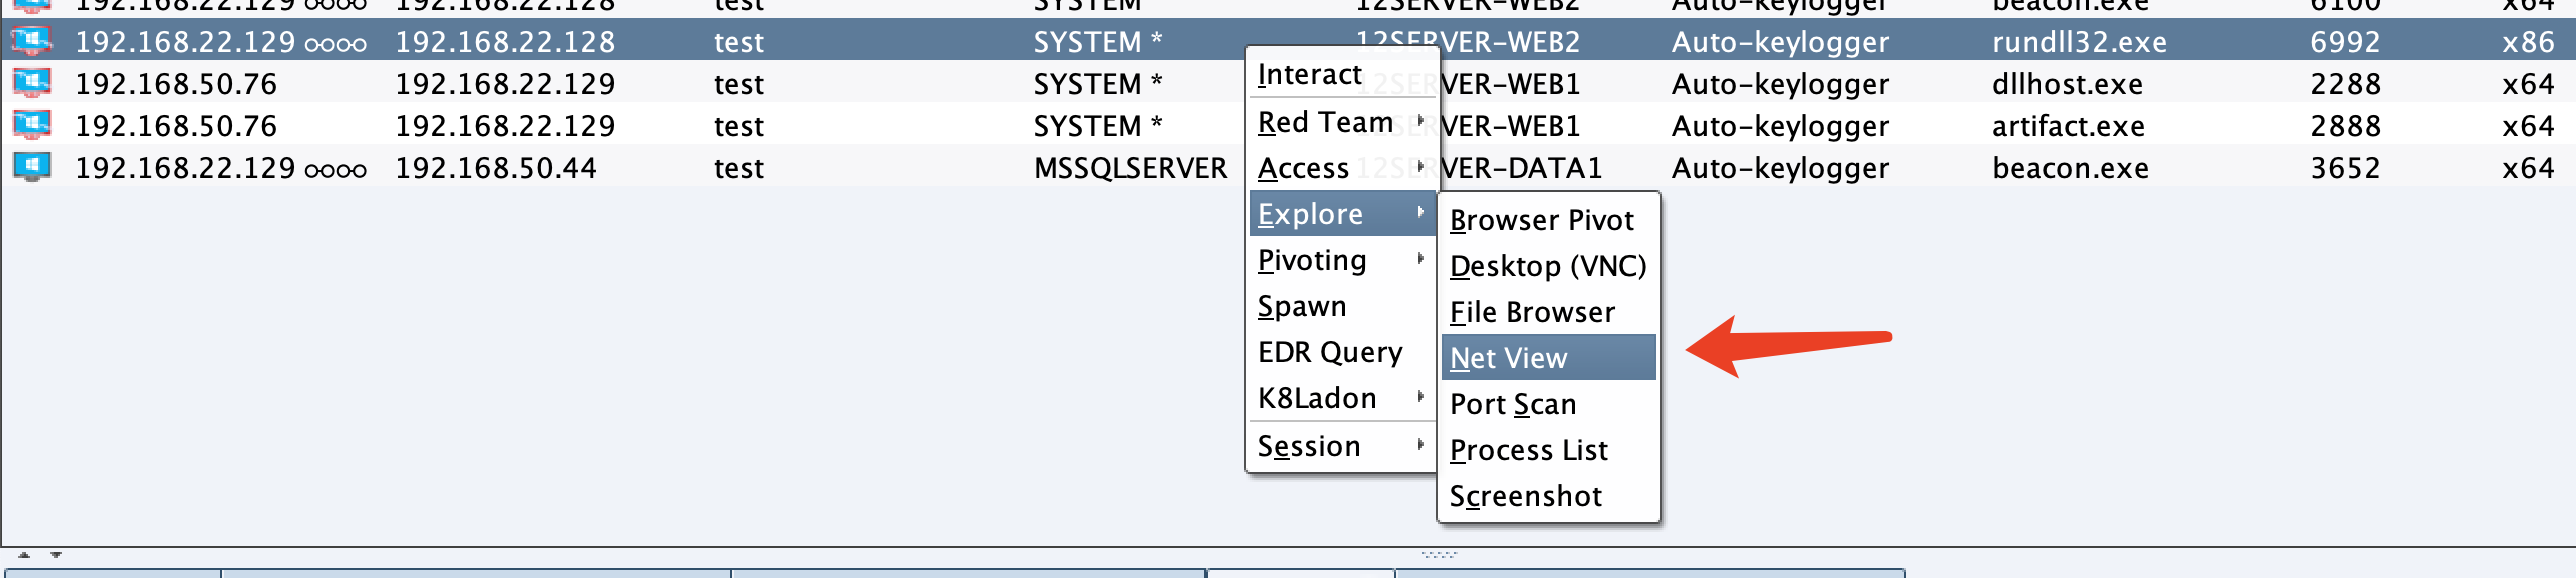 192.168.22.129 192.168.22.128 test SYSTEM 12SERVER-WEB2 Auto-keylogger beacon.exe 6100 x64
192.168.22.129 192.168.22.128 test SYSTEM * 12SERVER-WEB2 Auto-keylogger rundll32.exe 6992 x86
192.168.50.76 192.168.22.129 test SYSTEM * 12SERVER-WEB1 Auto-keylogger dllhost.exe 2288 x64
192.168.50.76 192.168.22.129 test SYSTEM * VER-WEB1 Auto-keylogger artifact.exe 2888 x64
192.168.22.129 192.168.50.44 test MSSQLSERVER 12SERVER-DATA1 Auto-keylogger beacon.exe 3652 x64
Interact
Red Team
Access
Explore
Pivoting
Spawn
EDR Query
K8Ladon
Session
Browser Pivot
Desktop (VNC)
File Browser
Net View
Port Scan
Process List
Screenshot